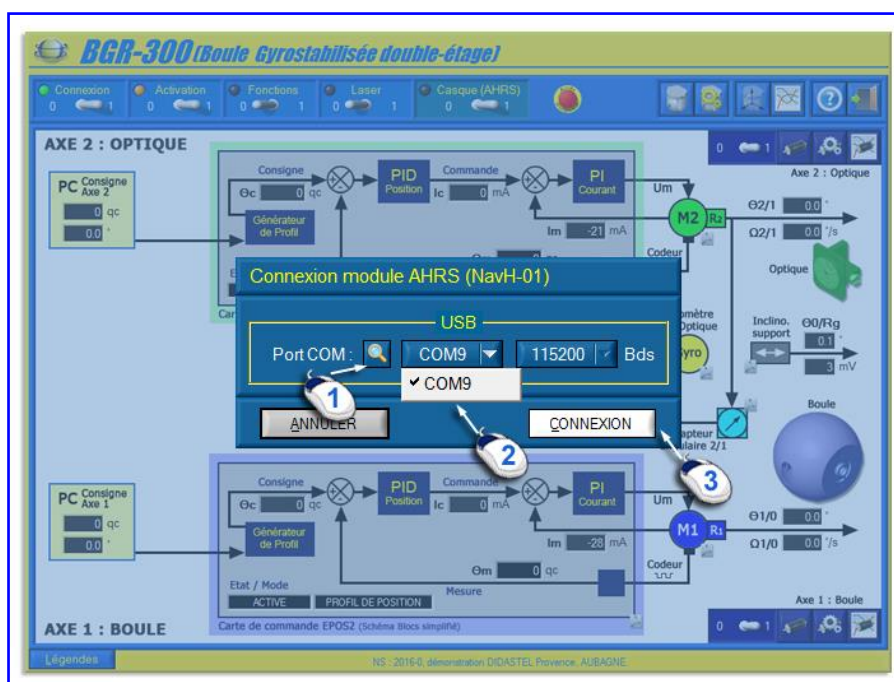 BGR-300 (Boule Gyrostabilisée double-étage)
Connexion Activation Fonctions Laser Casque (AHRS)
0 1 0 1 0 1 0 1 0 1
AXE 2 : OPTIQUE
0 1
Axe 2 : Optique
PC Consigne Axe 2
0 qc
0.0 °
Consigne
Θc 0 qc
Générateur de Profil
PID Position
Commande
Ic 0 mA
PI Courant
Um
Im -21 mA
M2 R2
Codeur
Θ2/1 0.0 °
Ω2/1 0.0 °/s
Optique
Connexion module AHRS (NavH-01)
USB
Port COM : COM9 115200 Bds
COM9
ANNULER CONNEXION
1
2
3
Inclino. support
Θ0/Rg
0.1 °
3 mV
Boule
PC Consigne Axe 1
0 qc
0.0 °
Consigne
Θc 0 qc
Générateur de Profil
PID Position
Commande
Ic 0 mA
PI Courant
Um
Im -28 mA
M1 R1
Codeur
Θ1/0 0.0 °
Ω1/0 0.0 °/s
Θm 0 qc
Mesure
Etat / Mode
ACTIVE PROFIL DE POSITION
Carte de commande EPOS2 (Schéma Blocs simplifié)
AXE 1 : BOULE
Axe 1 : Boule
0 1
Légendes
NS : 2016-0, démonstration DIDASTEL Provence, AUBAGNE